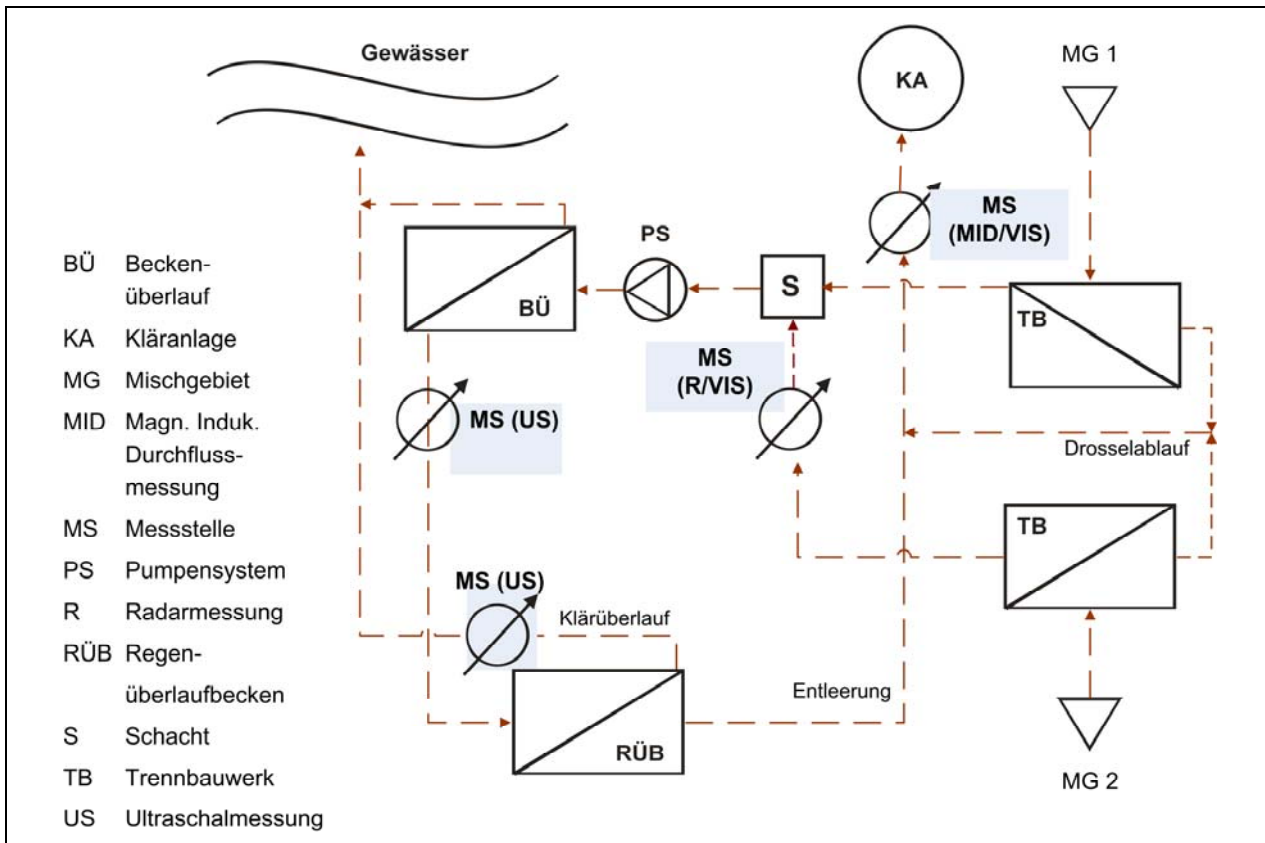 Gewässer
KA
MG 1
MS
(MID/VIS)
PS
BÜ
S
TB
MS
(R/VIS)
MS (US)
Drosselablauf
TB
MS (US)
Klärüberlauf
Entleerung
RÜB
MG 2
BÜ Becken-
überlauf
KA Kläranlage
MG Mischgebiet
MID Magn. Induk.
Durchfluss-
messung
MS Messstelle
PS Pumpensystem
R Radarmessung
RÜB Regen-
überlaufbecken
S Schacht
TB Trennbauwerk
US Ultraschalmessung